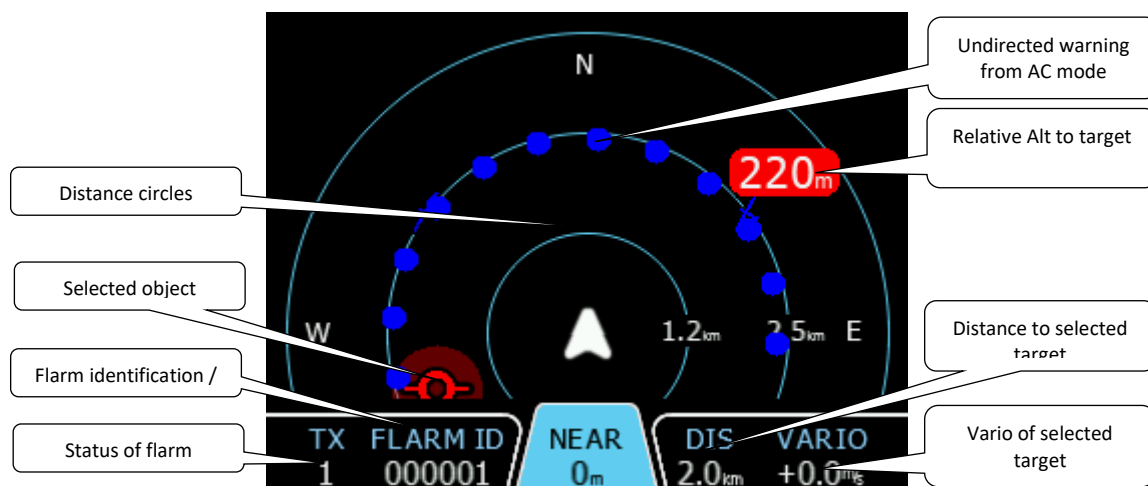 Undirected warning
from AC mode
N
Relative Alt to target
220m
Distance circles
Selected object
W
1.2km
2.5km
E
Distance to selected
target
Flarm identification /
Status of flarm
TX FLARM ID
NEAR
DIS VARIO
1 000001
0m
2.0km +0.0m/s
Vario of selected
target